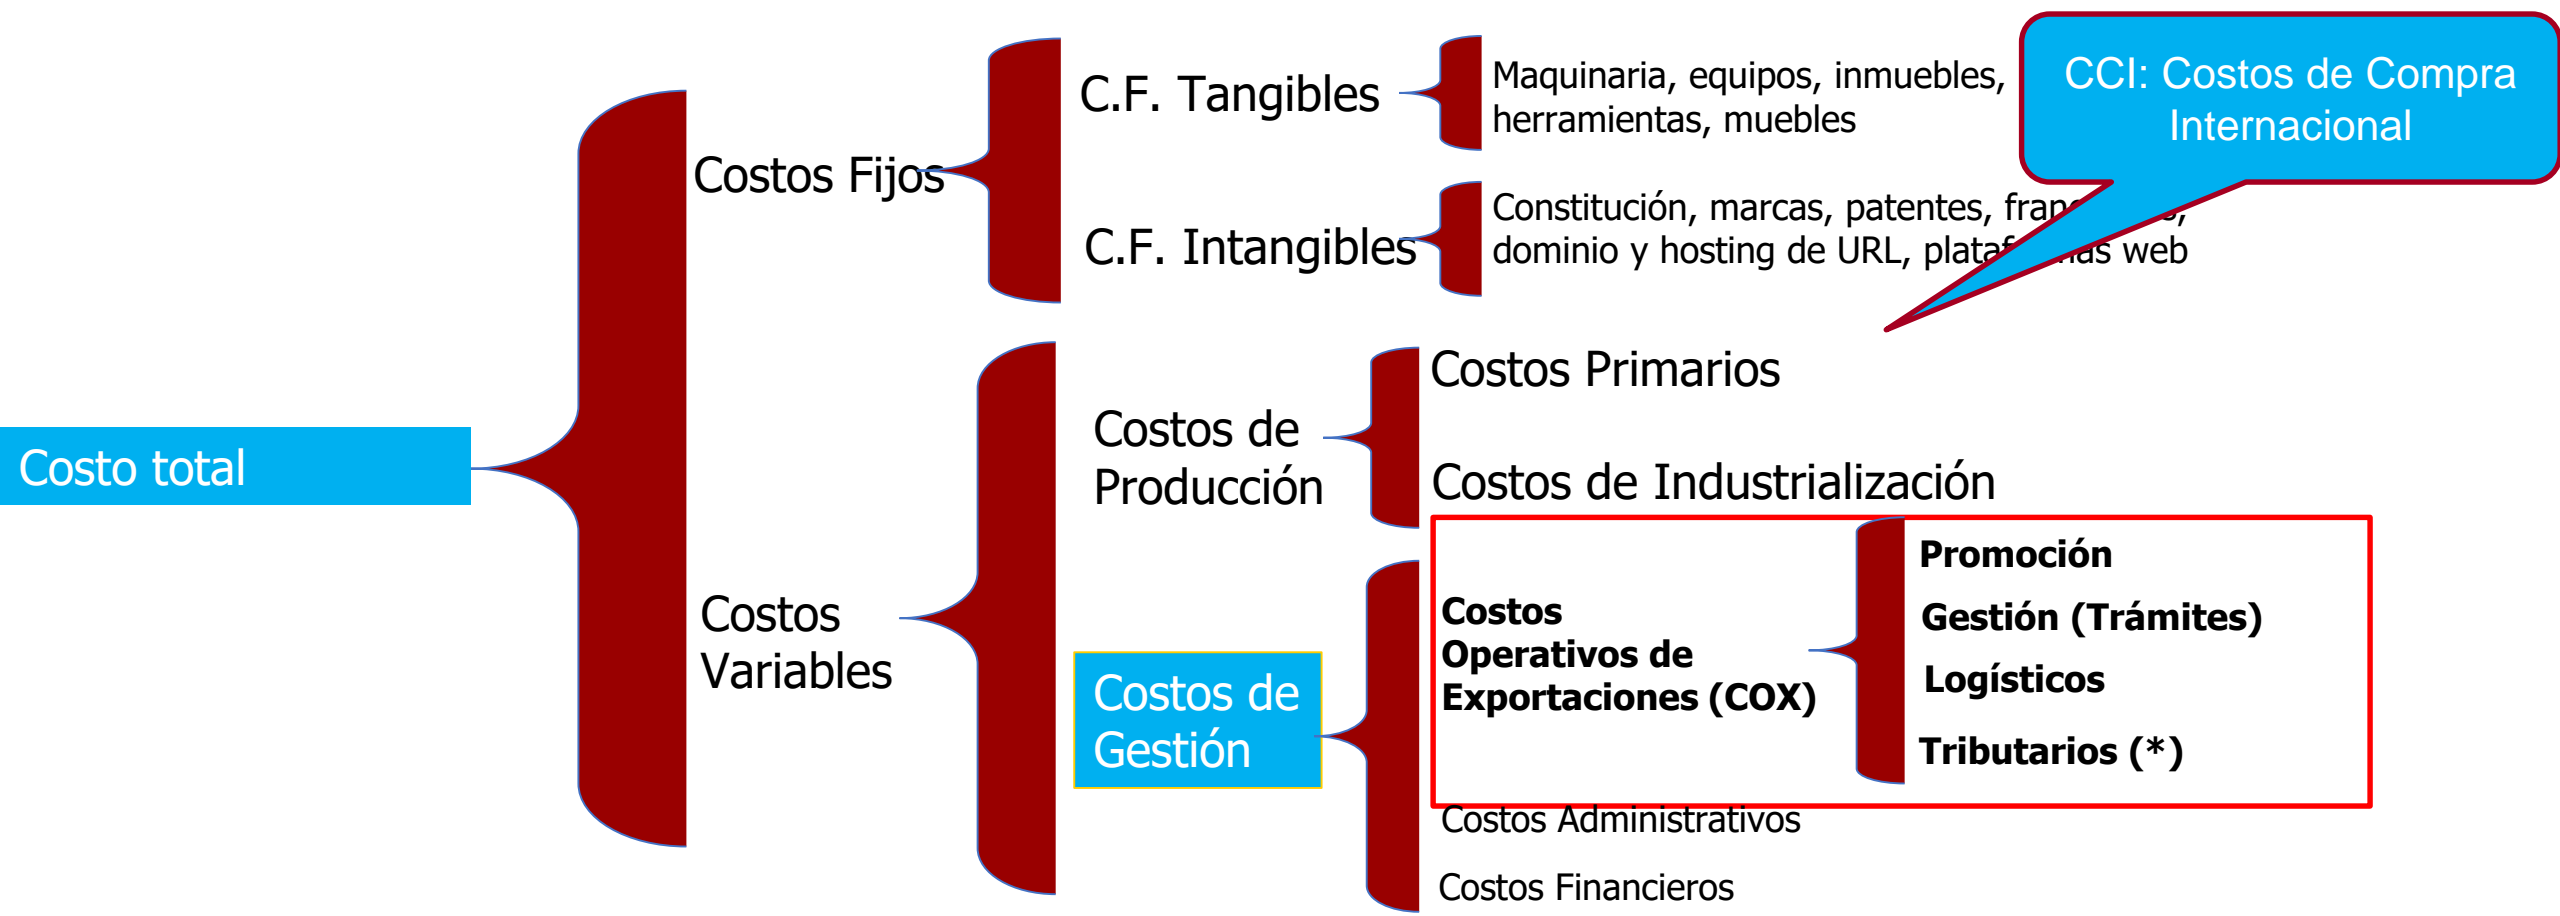 CCI: Costos de Compra
Internacional
C.F. Tangibles
Maquinaria, equipos, inmuebles,
herramientas, muebles
Costos Fijos
C.F. Intangibles
Constitución, marcas, patentes,
dominio y hosting de URL, web
Costo total
Costos Primarios
Costos de
Producción
Costos de Industrialización
Costos
Variables
Costos de
Gestión
Costos
Operativos de
Exportaciones (COX)
Promoción
Gestión (Trámites)
Logísticos
Tributarios (*)
Costos Administrativos
Costos Financieros